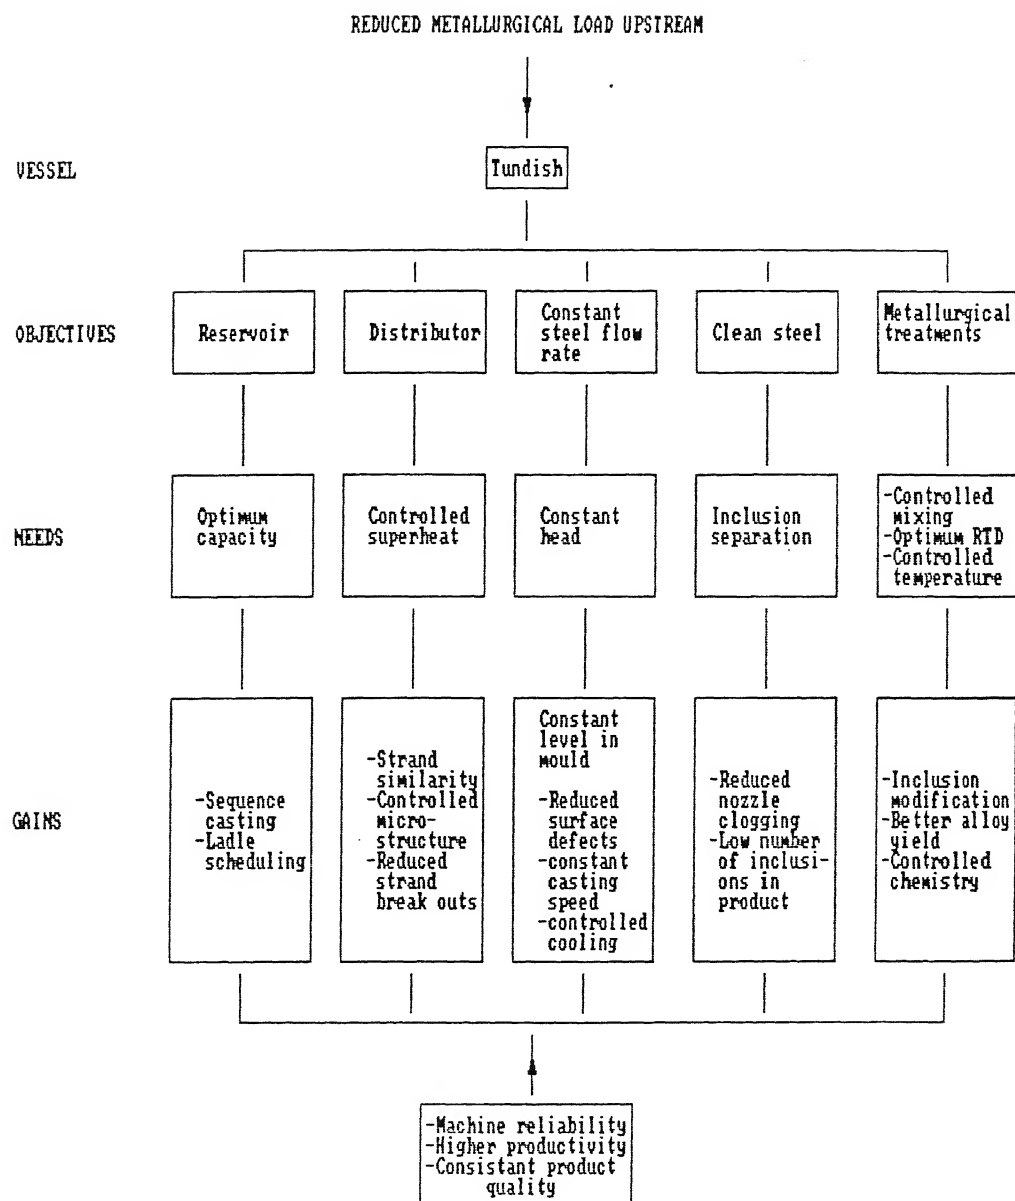 REDUCED METALLURGICAL LOAD UPSTREAM
VESSEL
Tundish
OBJECTIVES
Reservoir
Distributor
Constant
steel flow
rate
Clean steel
Metallurgical
treatments
NEEDS
Optimum
capacity
Controlled
superheat
Constant
head
Inclusion
separation
-Controlled
mixing
-Optimum RTD
-Controlled
temperature
GAINS
-Sequence
casting
-Ladle
scheduling
-Strand
similarity
-Controlled
micro-
structure
-Reduced
strand
break outs
Constant
level in
mould
-Reduced
surface
defects
-constant
casting
speed
-controlled
cooling
-Reduced
nozzle
clogging
-Low number
of inclusi-
ons in
product
-Inclusion
modification
-Better alloy
yield
-Controlled
chemistry
-Machine reliability
-Higher productivity
-Consistant product
quality